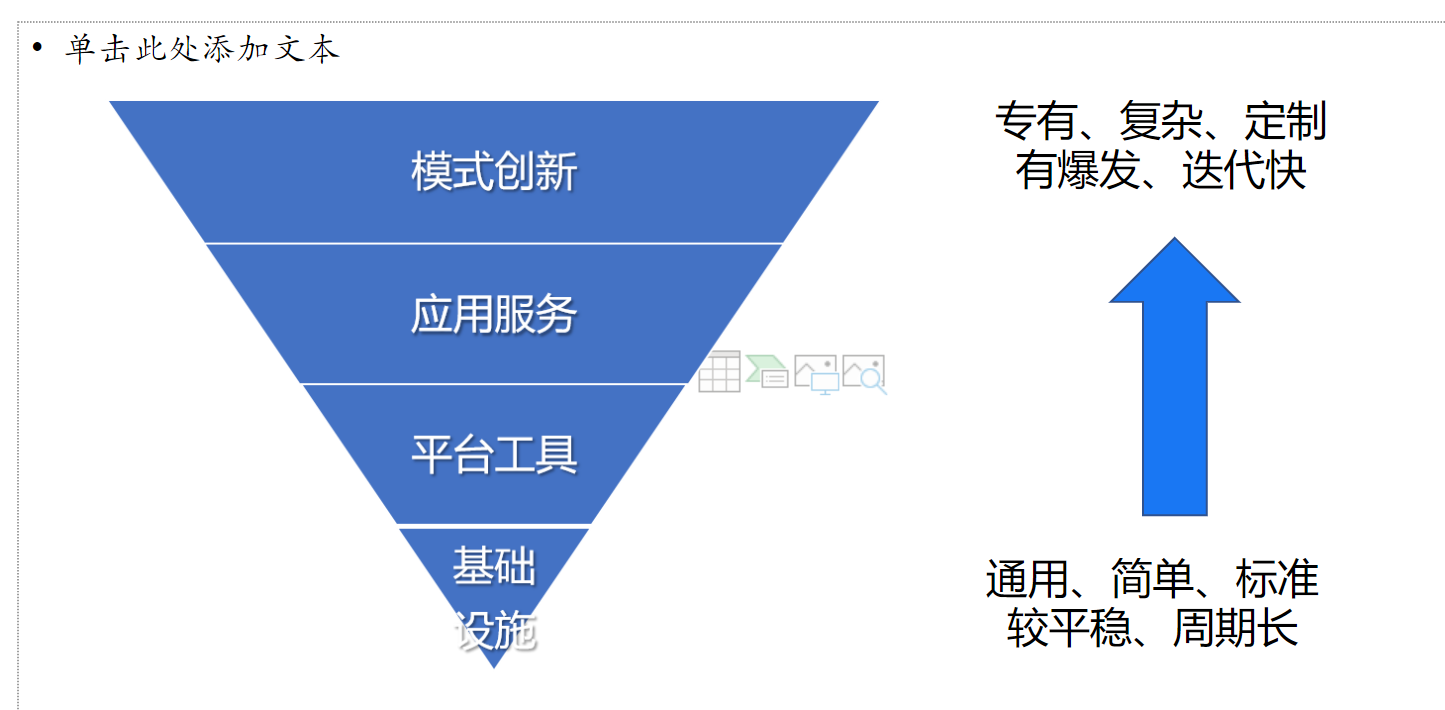 • 单击此处添加文本
模式创新
应用服务
平台工具
基础
设施
专有、复杂、定制
有爆发、迭代快
通用、简单、标准
较平稳、周期长